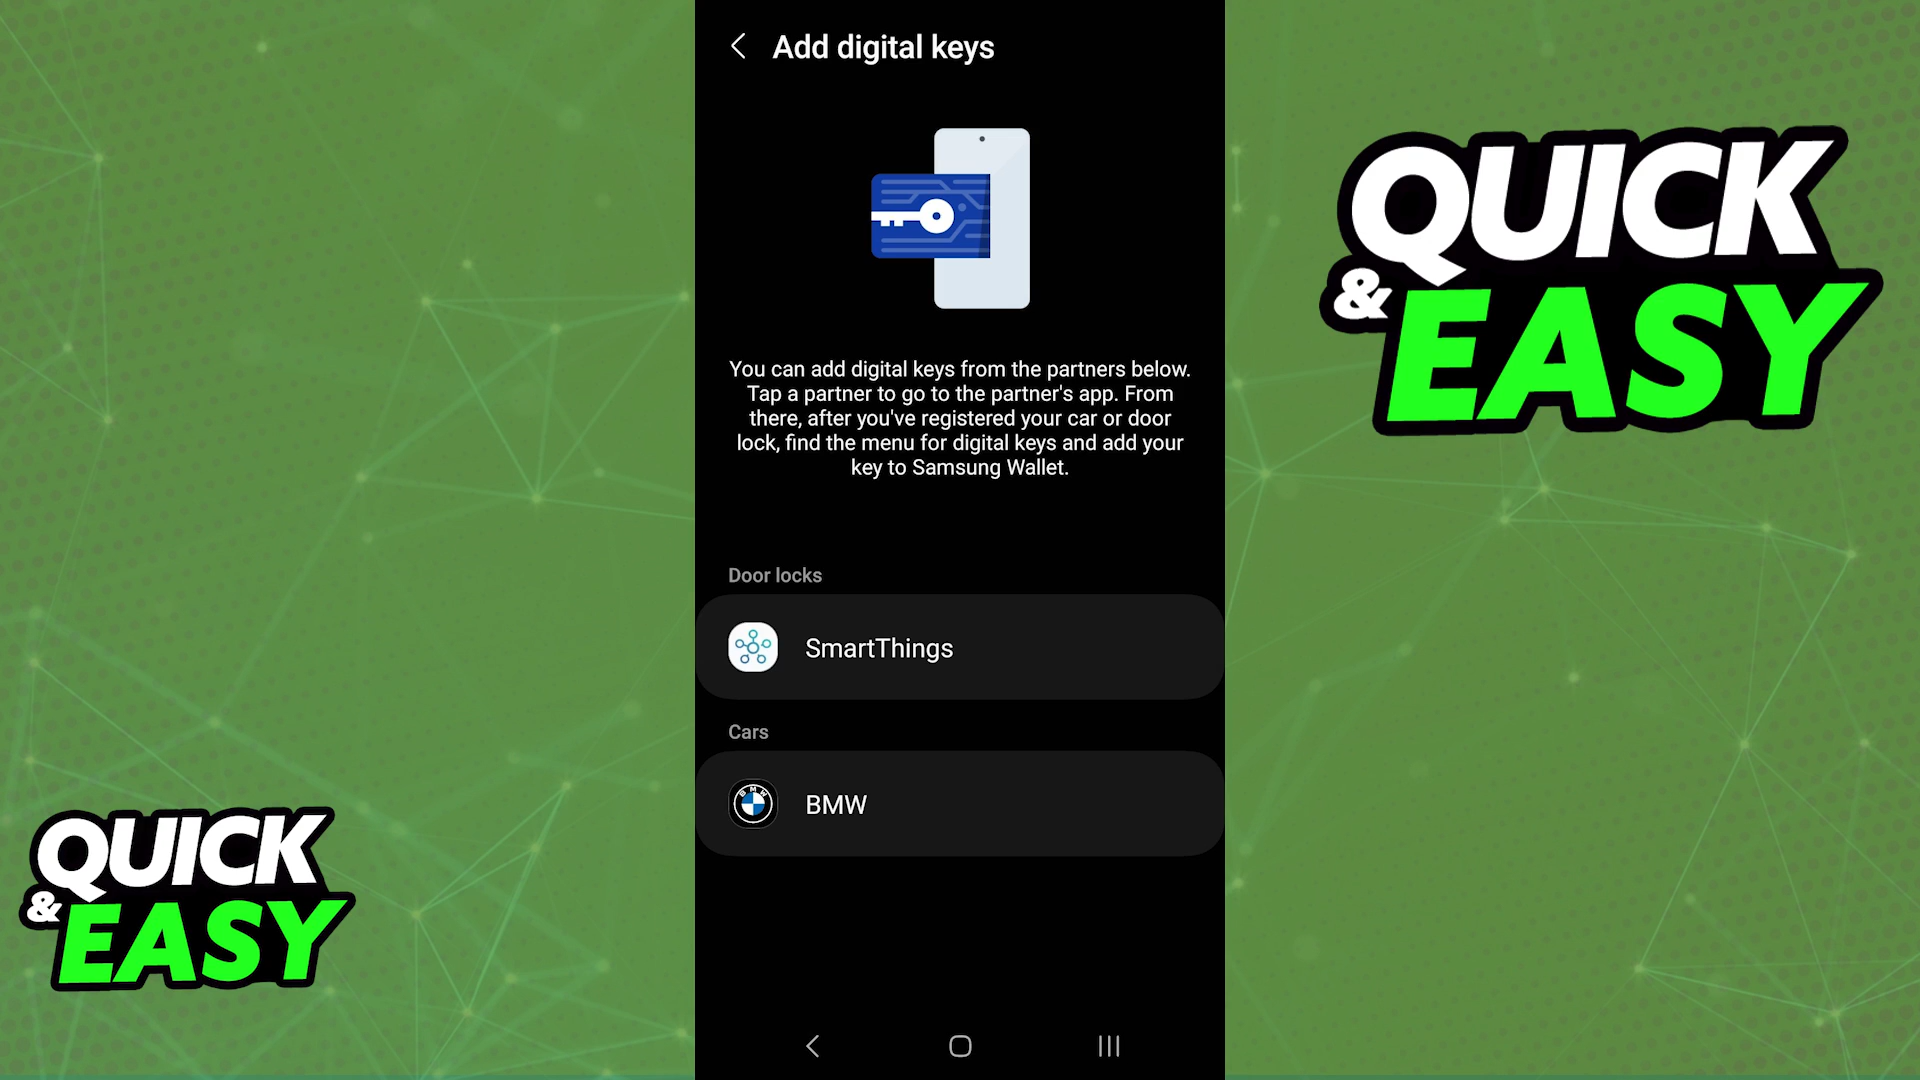 Add digital keys
You can add digital keys from the partners below.
Tap a partner to go to the partner's app. From
there, after you've registered your car or door
lock, find the menu for digital keys and add your
key to Samsung Wallet.
Door locks
SmartThings
Cars
BMW
BMW
QUICK
& EASY
QUICK
& EASY